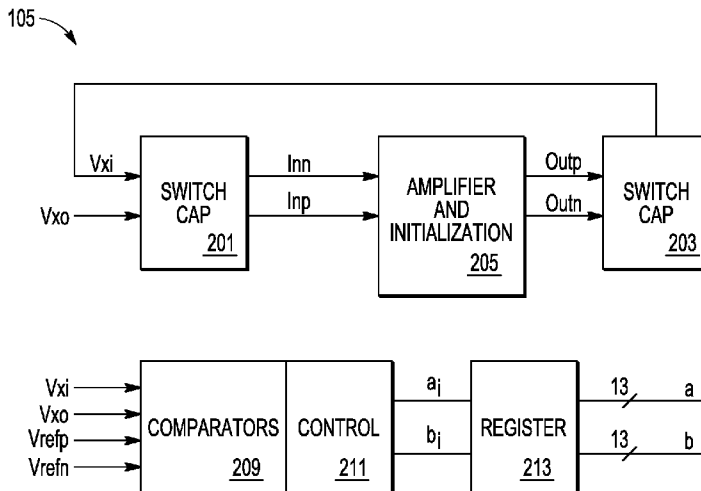 105
Vxi
Vxo
SWITCH
CAP
201
Inn
Inp
AMPLIFIER
AND
INITIALIZATION
205
Outp
Outn
SWITCH
CAP
203
Vxi
Vxo
Vrefp
Vrefn
COMPARATORS
209
CONTROL
211
ai
bi
REGISTER
213
13
a
13
b